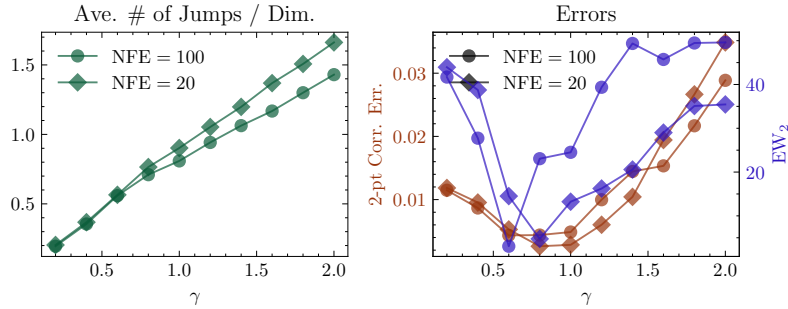 Ave. # of Jumps / Dim.
NFE = 100
NFE = 20
1.5
1.0
0.5
0.5 1.0 1.5 2.0
γ
Errors
NFE = 100
NFE = 20
2-pt Corr. Err.
0.03
0.02
0.01
40
20
EW₂
0.5 1.0 1.5 2.0
γ